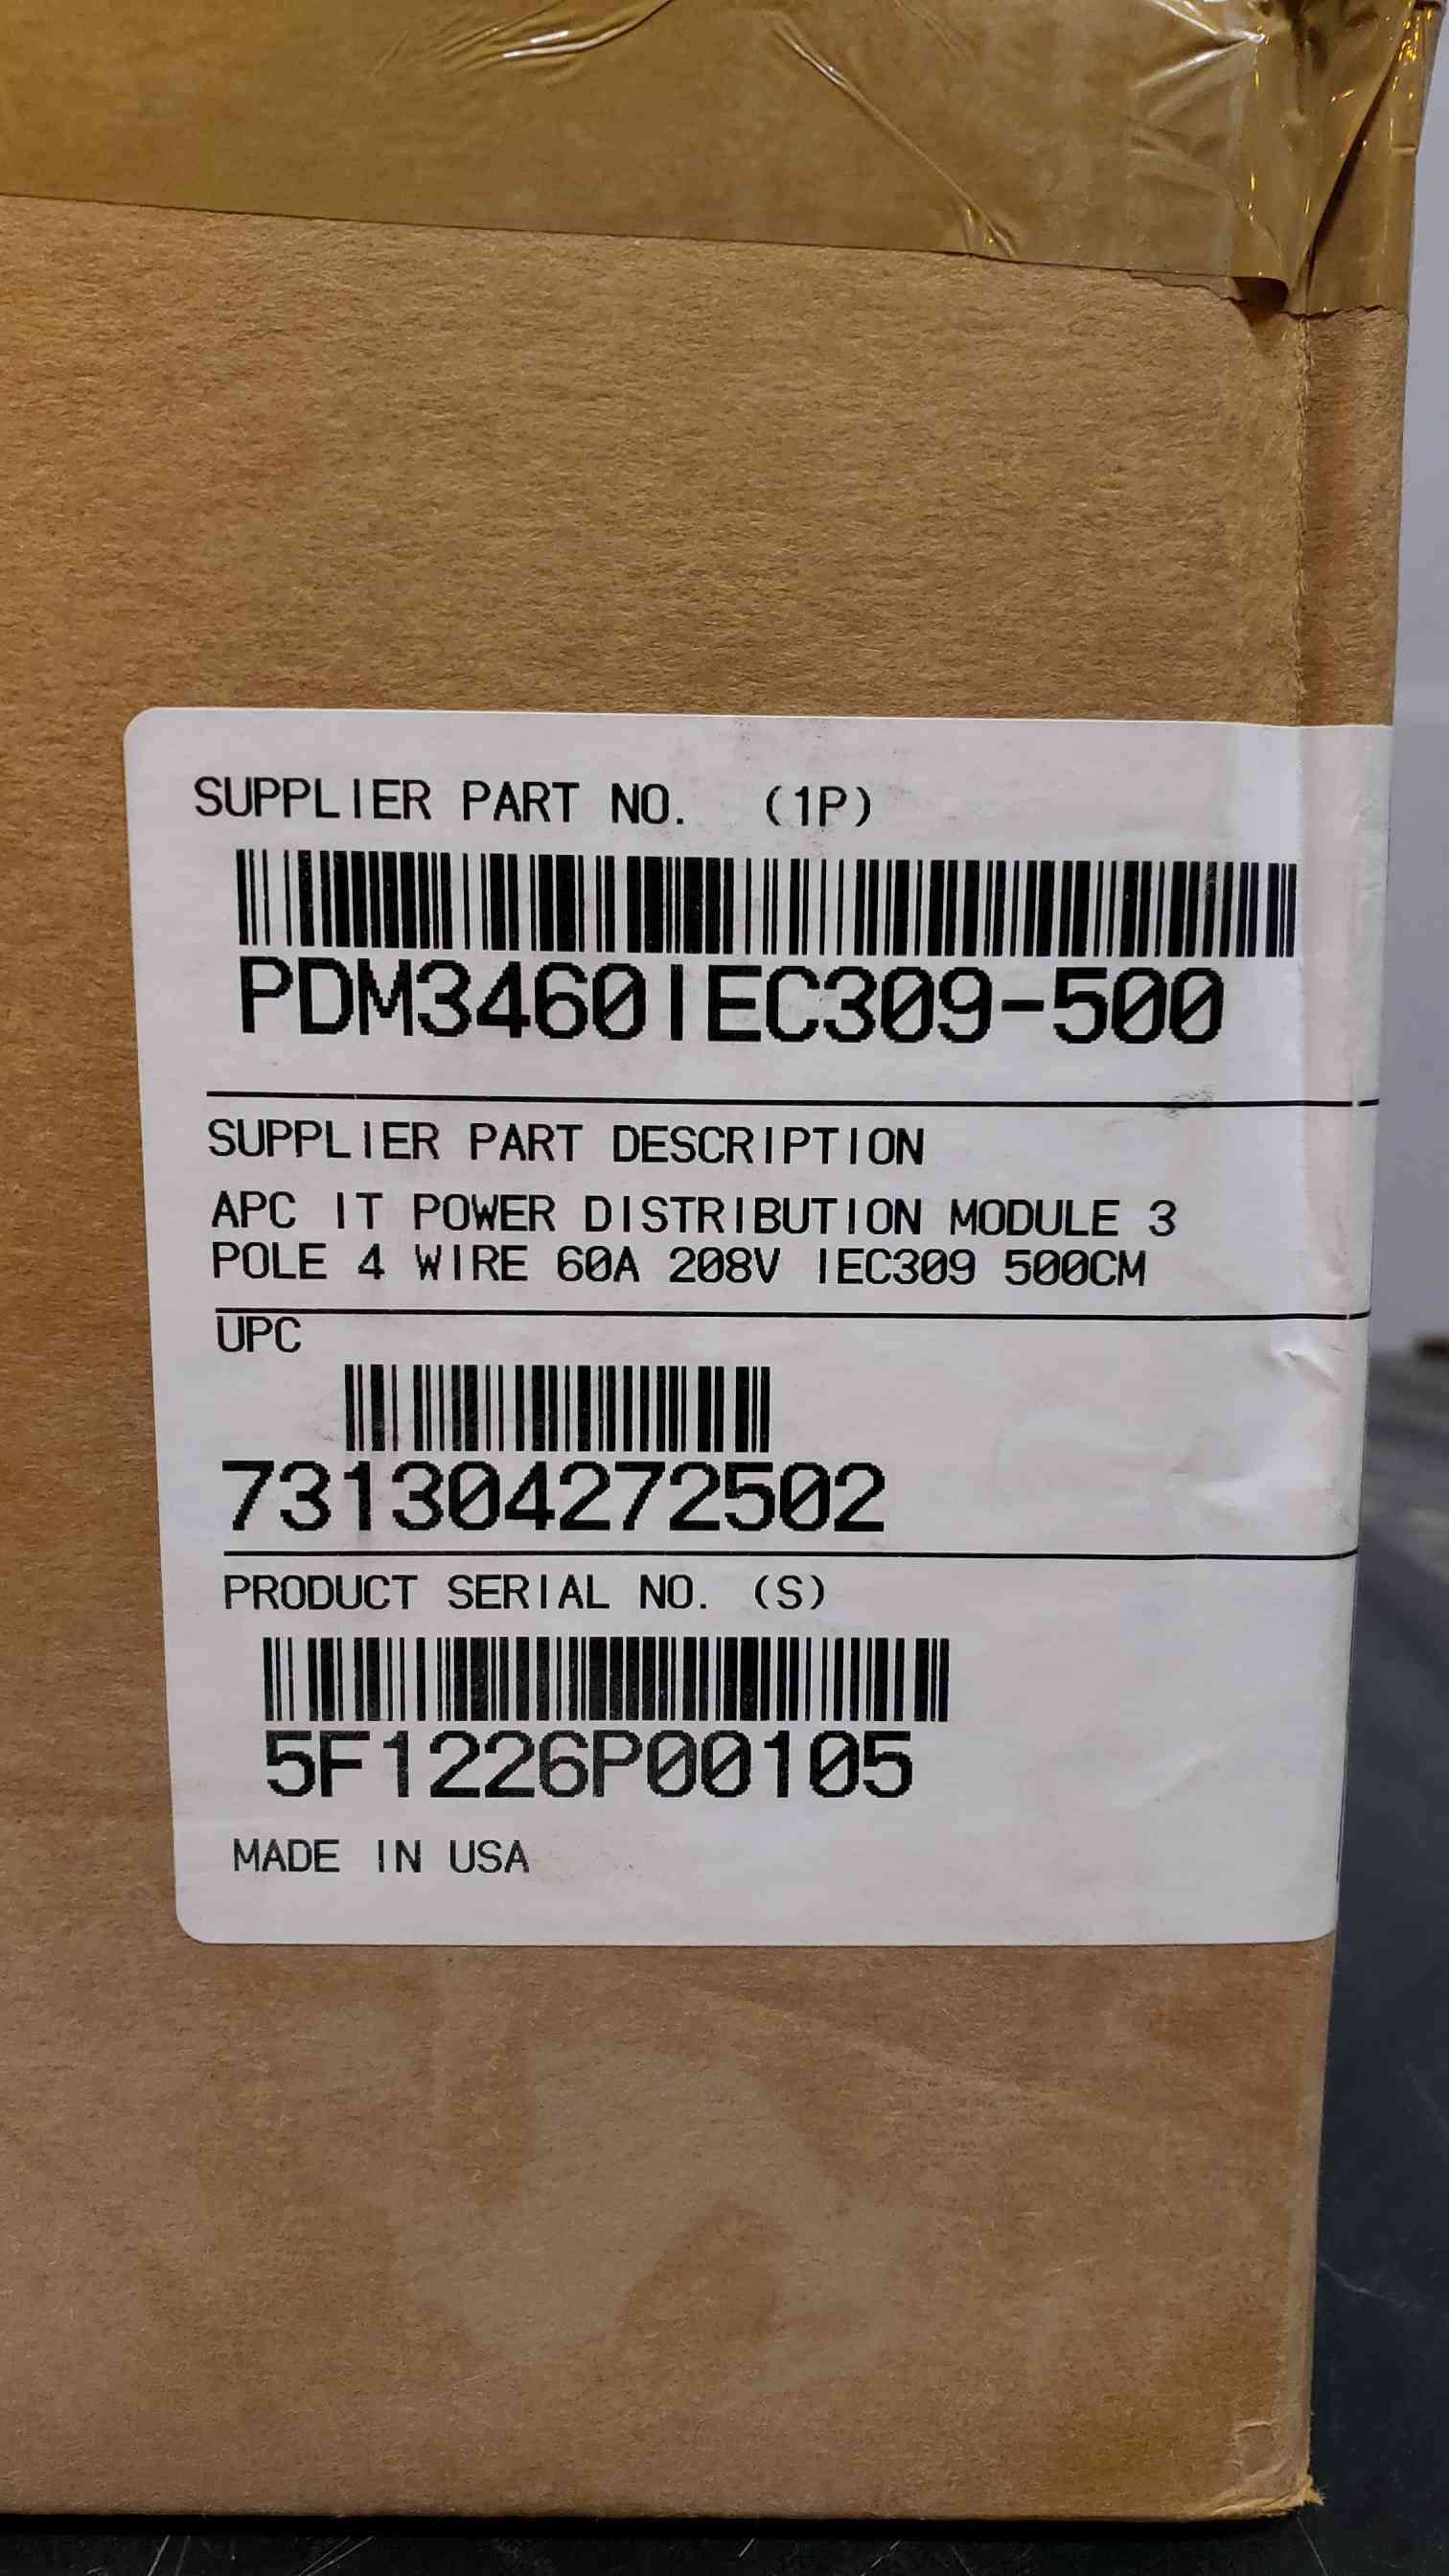 SUPPLIER PART NO. (1P)
PDM3460IEC309-500
SUPPLIER PART DESCRIPTION
APC IT POWER DISTRIBUTION MODULE 3
POLE 4 WIRE 60A 208V IEC309 500CM
UPC
731304272502
PRODUCT SERIAL NO. (S)
5F1226P00105
MADE IN USA